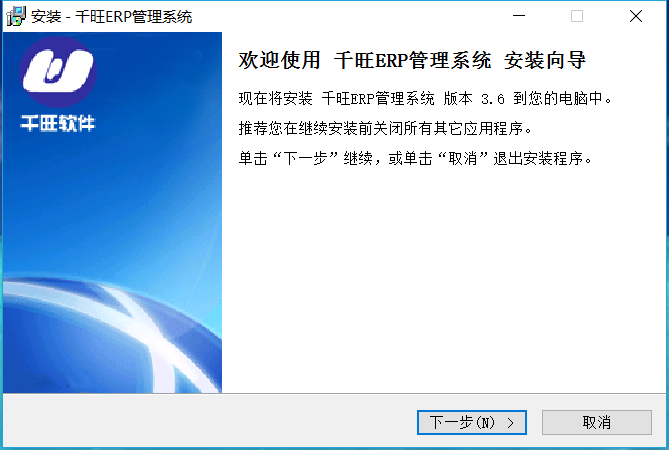 安装 - 千旺ERP管理系统
千旺软件
欢迎使用 千旺ERP管理系统 安装向导
现在将安装 千旺ERP管理系统 版本 3.6 到您的电脑中。
推荐您在继续安装前关闭所有其它应用程序。
单击“下一步”继续，或单击“取消”退出安装程序。
下一步(N) >
取消